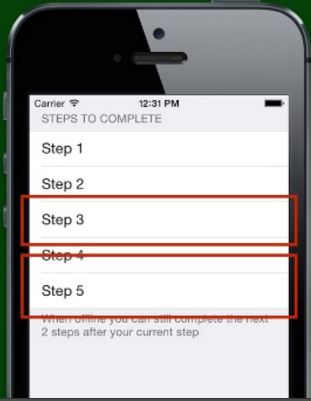 Carrier 12:31 PM
STEPS TO COMPLETE
Step 1
Step 2
Step 3
Step 4
Step 5
When offline you can still complete the next
2 steps after your current step